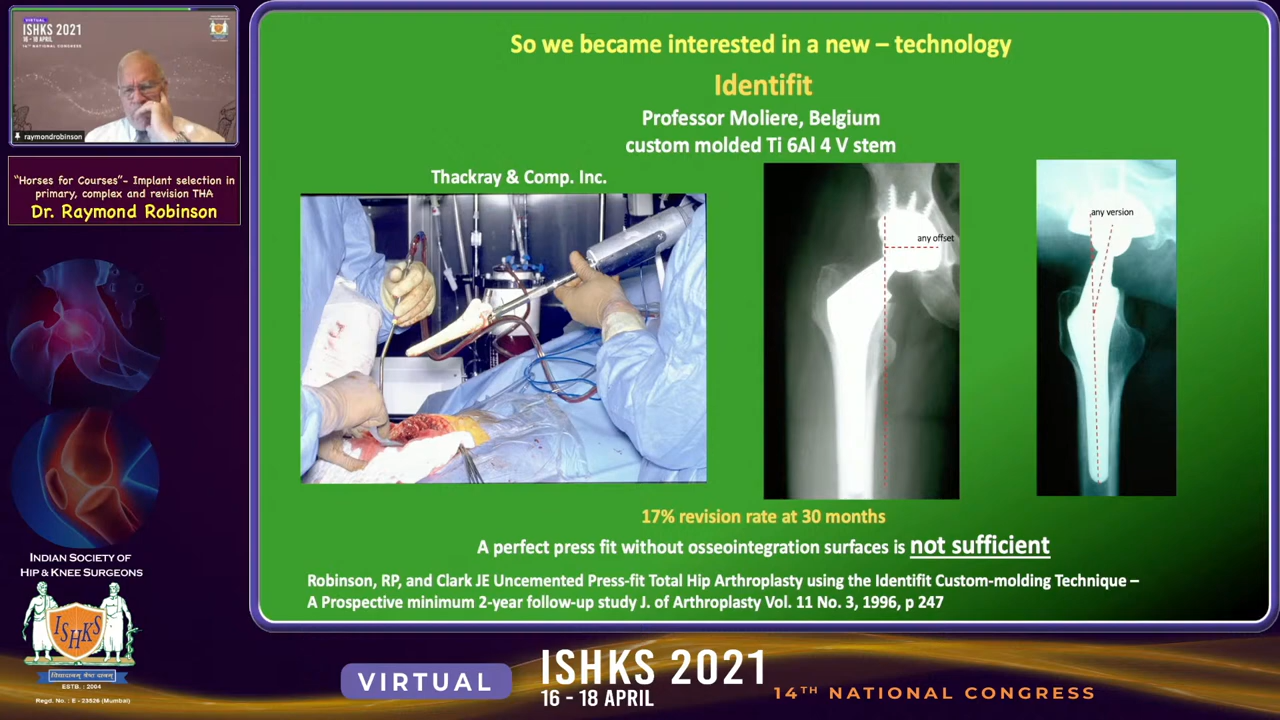 VIRTUAL
ISHKS 2021
16 - 18 APRIL
14TH NATIONAL CONGRESS
raymondrobinson
"Horses for Courses"- Implant selection in
primary, complex and revision THA
Dr. Raymond Robinson
So we became interested in a new – technology
Identifit
Professor Moliere, Belgium
custom molded Ti 6Al 4 V stem
Thackray & Comp. Inc.
any offset
any version
17% revision rate at 30 months
A perfect press fit without osseointegration surfaces is not sufficient
Robinson, RP, and Clark JE Uncemented Press-fit Total Hip Arthroplasty using the Identifit Custom-molding Technique –
A Prospective minimum 2-year follow-up study J. of Arthroplasty Vol. 11 No. 3, 1996, p 247
INDIAN SOCIETY OF
HIP & KNEE SURGEONS
ISHKS
ESTB. : 2004
Regd. No. : E - 23526 (Mumbai)
VIRTUAL
ISHKS 2021
16 - 18 APRIL
14TH NATIONAL CONGRESS